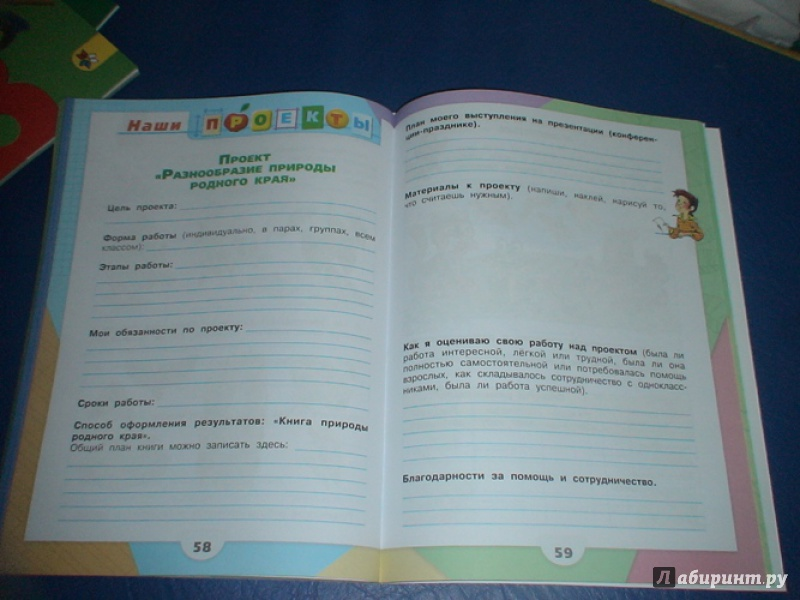 Наши ПРОЕКТЫ
ПРОЕКТ
«РАЗНООБРАЗИЕ ПРИРОДЫ
РОДНОГО КРАЯ»
Цель проекта:
Форма работы (индивидуально, в парах, группах, всем
классом):
Этапы работы:
Мои обязанности по проекту:
Сроки работы:
Способ оформления результатов: «Книга природы
родного края».
Общий план книги можно записать здесь:
58
План моего выступления на презентации (конферен-
ции-празднике).
Материалы к проекту (напиши, наклей, нарисуй то,
что считаешь нужным).
Как я оцениваю свою работу над проектом (была ли
работа интересной, лёгкой или трудной, была ли она
полностью самостоятельной или потребовалась помощь
взрослых, как складывалось сотрудничество с однокласс-
никами, была ли работа успешной).
Благодарности за помощь и сотрудничество.
59
Лабиринт.ру